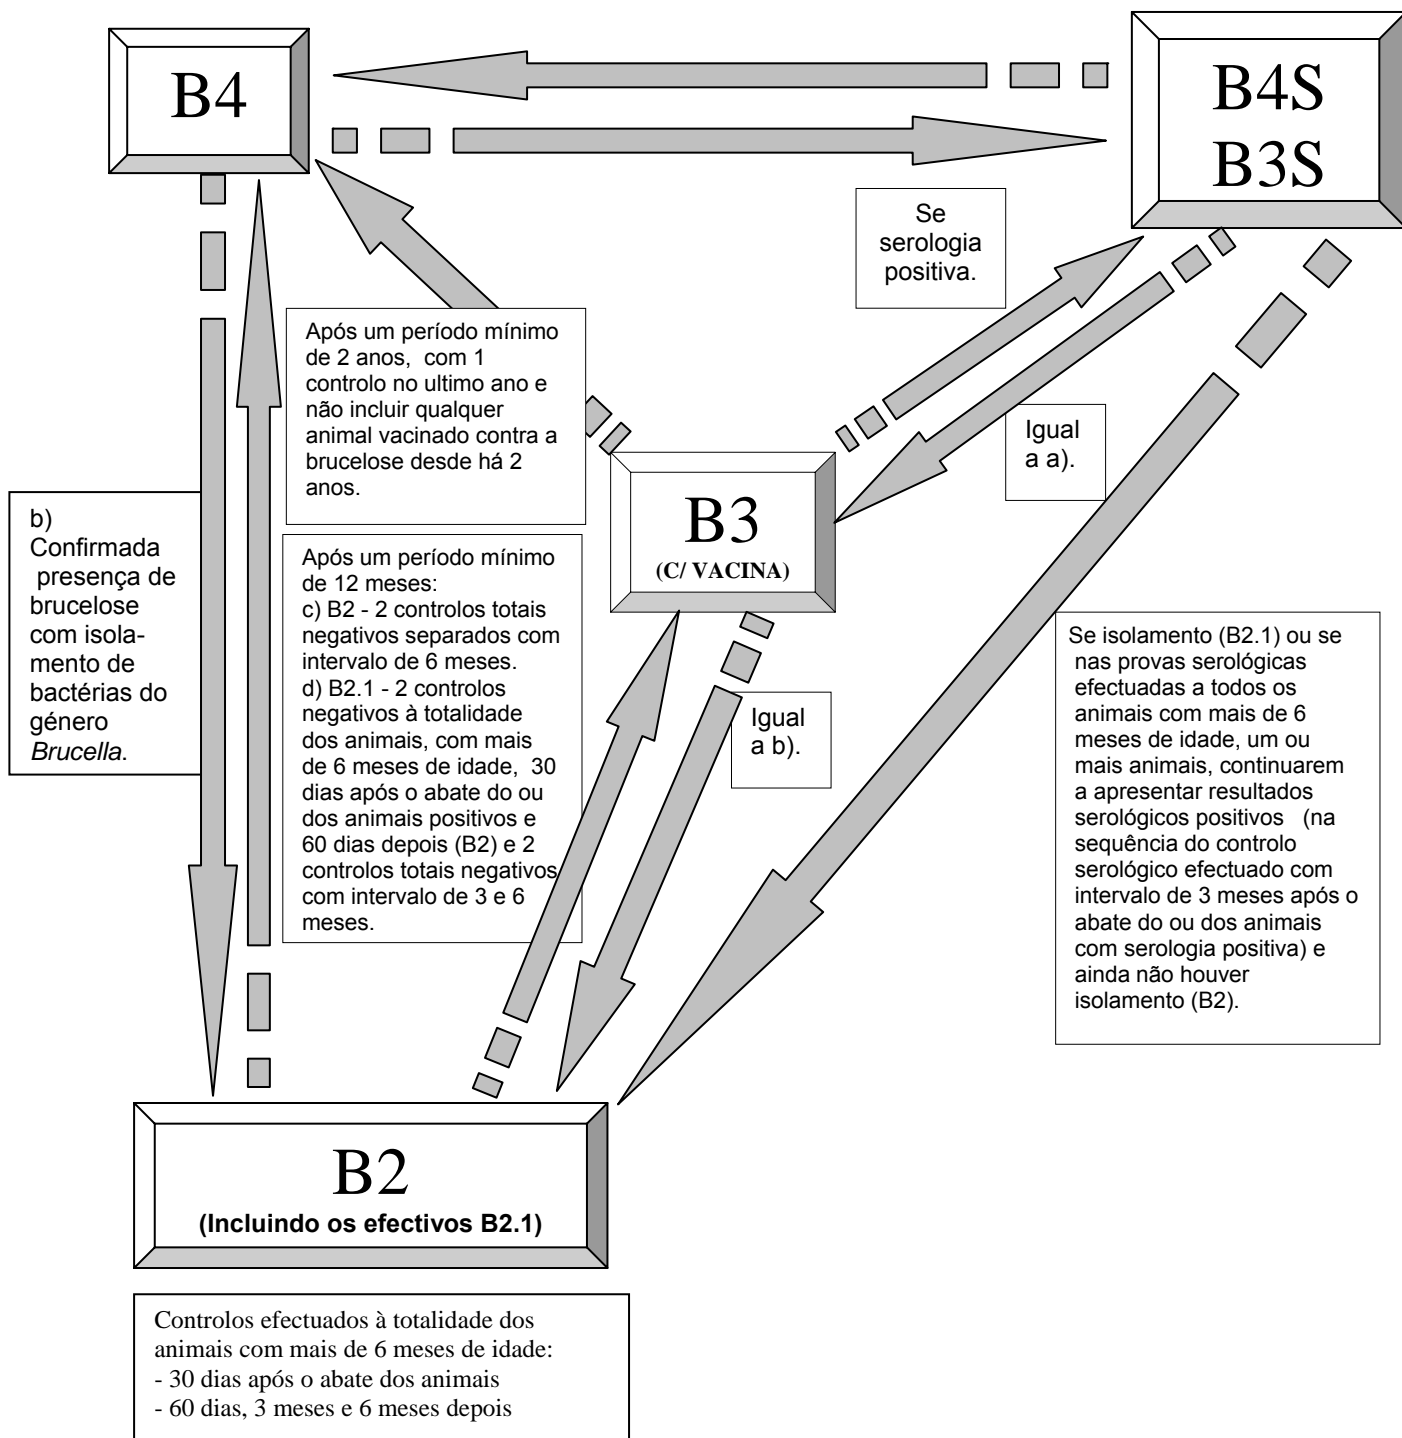 B4
B4S
B3S
Se
serologia
positiva.
Após um período mínimo
de 2 anos, com 1
controlo no ultimo ano e
não incluir qualquer
animal vacinado contra a
brucelose desde há 2
anos.
Igual
a a).
B3
(C/ VACINA)
b)
Confirmada
presença de
brucelose
com isola-
mento de
bactérias do
género
Brucella.
Após um período mínimo
de 12 meses:
c) B2 - 2 controlos totais
negativos separados com
intervalo de 6 meses.
d) B2.1 - 2 controlos
negativos à totalidade
dos animais, com mais
de 6 meses de idade, 30
dias após o abate do ou
dos animais positivos e
60 dias depois (B2) e 2
controlos totais negativos
com intervalo de 3 e 6
meses.
Igual
a b).
Se isolamento (B2.1) ou se
nas provas serológicas
efectuadas a todos os
animais com mais de 6
meses de idade, um ou
mais animais, continuarem
a apresentar resultados
serológicos positivos (na
sequência do controlo
serológico efectuado com
intervalo de 3 meses após o
abate do ou dos animais
com serologia positiva) e
ainda não houver
isolamento (B2).
B2
(Incluindo os efectivos B2.1)
Controlos efectuados à totalidade dos
animais com mais de 6 meses de idade:
- 30 dias após o abate dos animais
- 60 dias, 3 meses e 6 meses depois